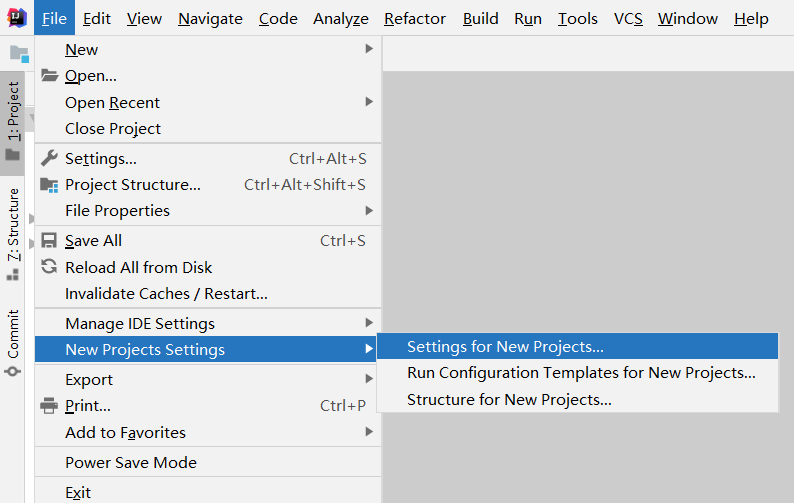 File Edit View Navigate Code Analyze Refactor Build Run Tools VCS Window Help
1: Project
7: Structure
Commit
New
Open...
Open Recent
Close Project
Settings... Ctrl+Alt+S
Project Structure... Ctrl+Alt+Shift+S
File Properties
Save All Ctrl+S
Reload All from Disk
Invalidate Caches / Restart...
Manage IDE Settings
New Projects Settings
Export
Print... Ctrl+P
Add to Favorites
Power Save Mode
Exit
Settings for New Projects...
Run Configuration Templates for New Projects...
Structure for New Projects...